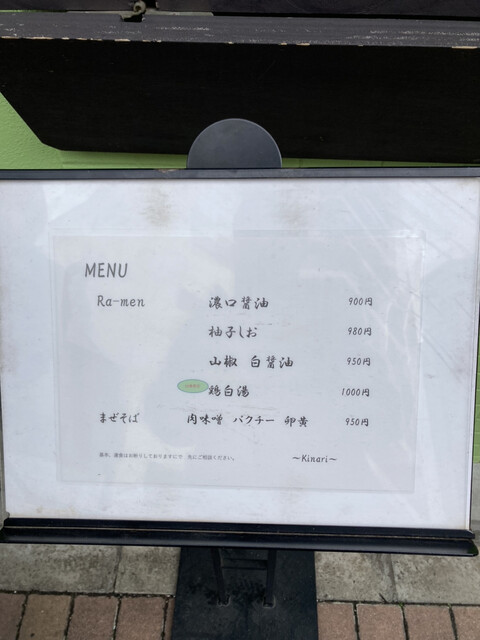 MENU
Ra-men 濃口醤油 900円
柚子しお 980円
山椒 白醤油 950円
鶏白湯 1000円
まぜそば 肉味噌 パクチー 卵黄 950円
～Kinari～